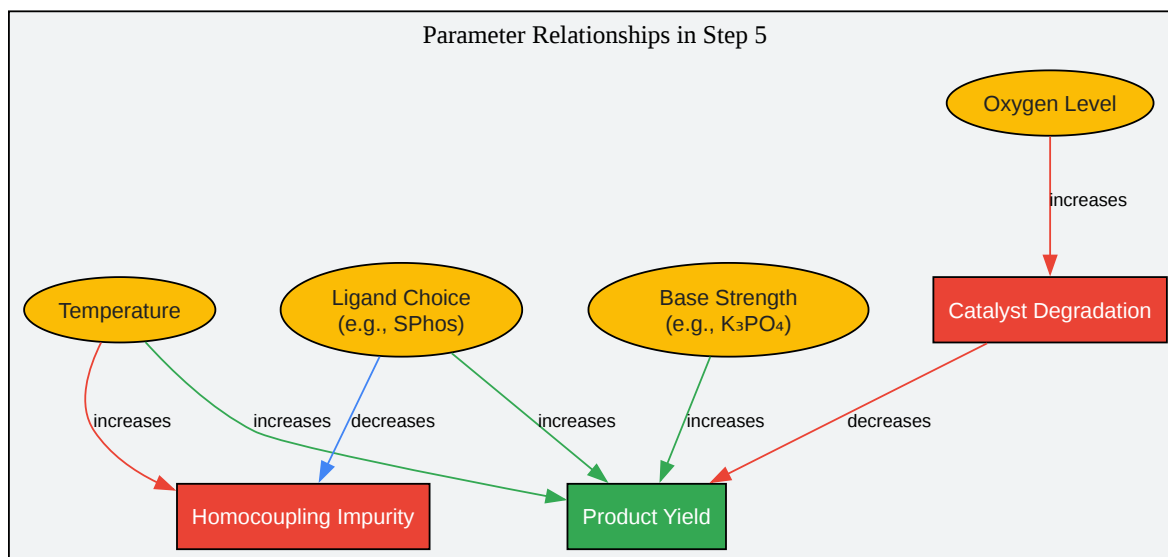 Parameter Relationships in Step 5
Oxygen Level
increases
Temperature
Ligand Choice
(e.g., SPhos)
Base Strength
(e.g., K₃PO₄)
Catalyst Degradation
increases
increases
decreases
increases
increases
decreases
Homocoupling Impurity
Product Yield